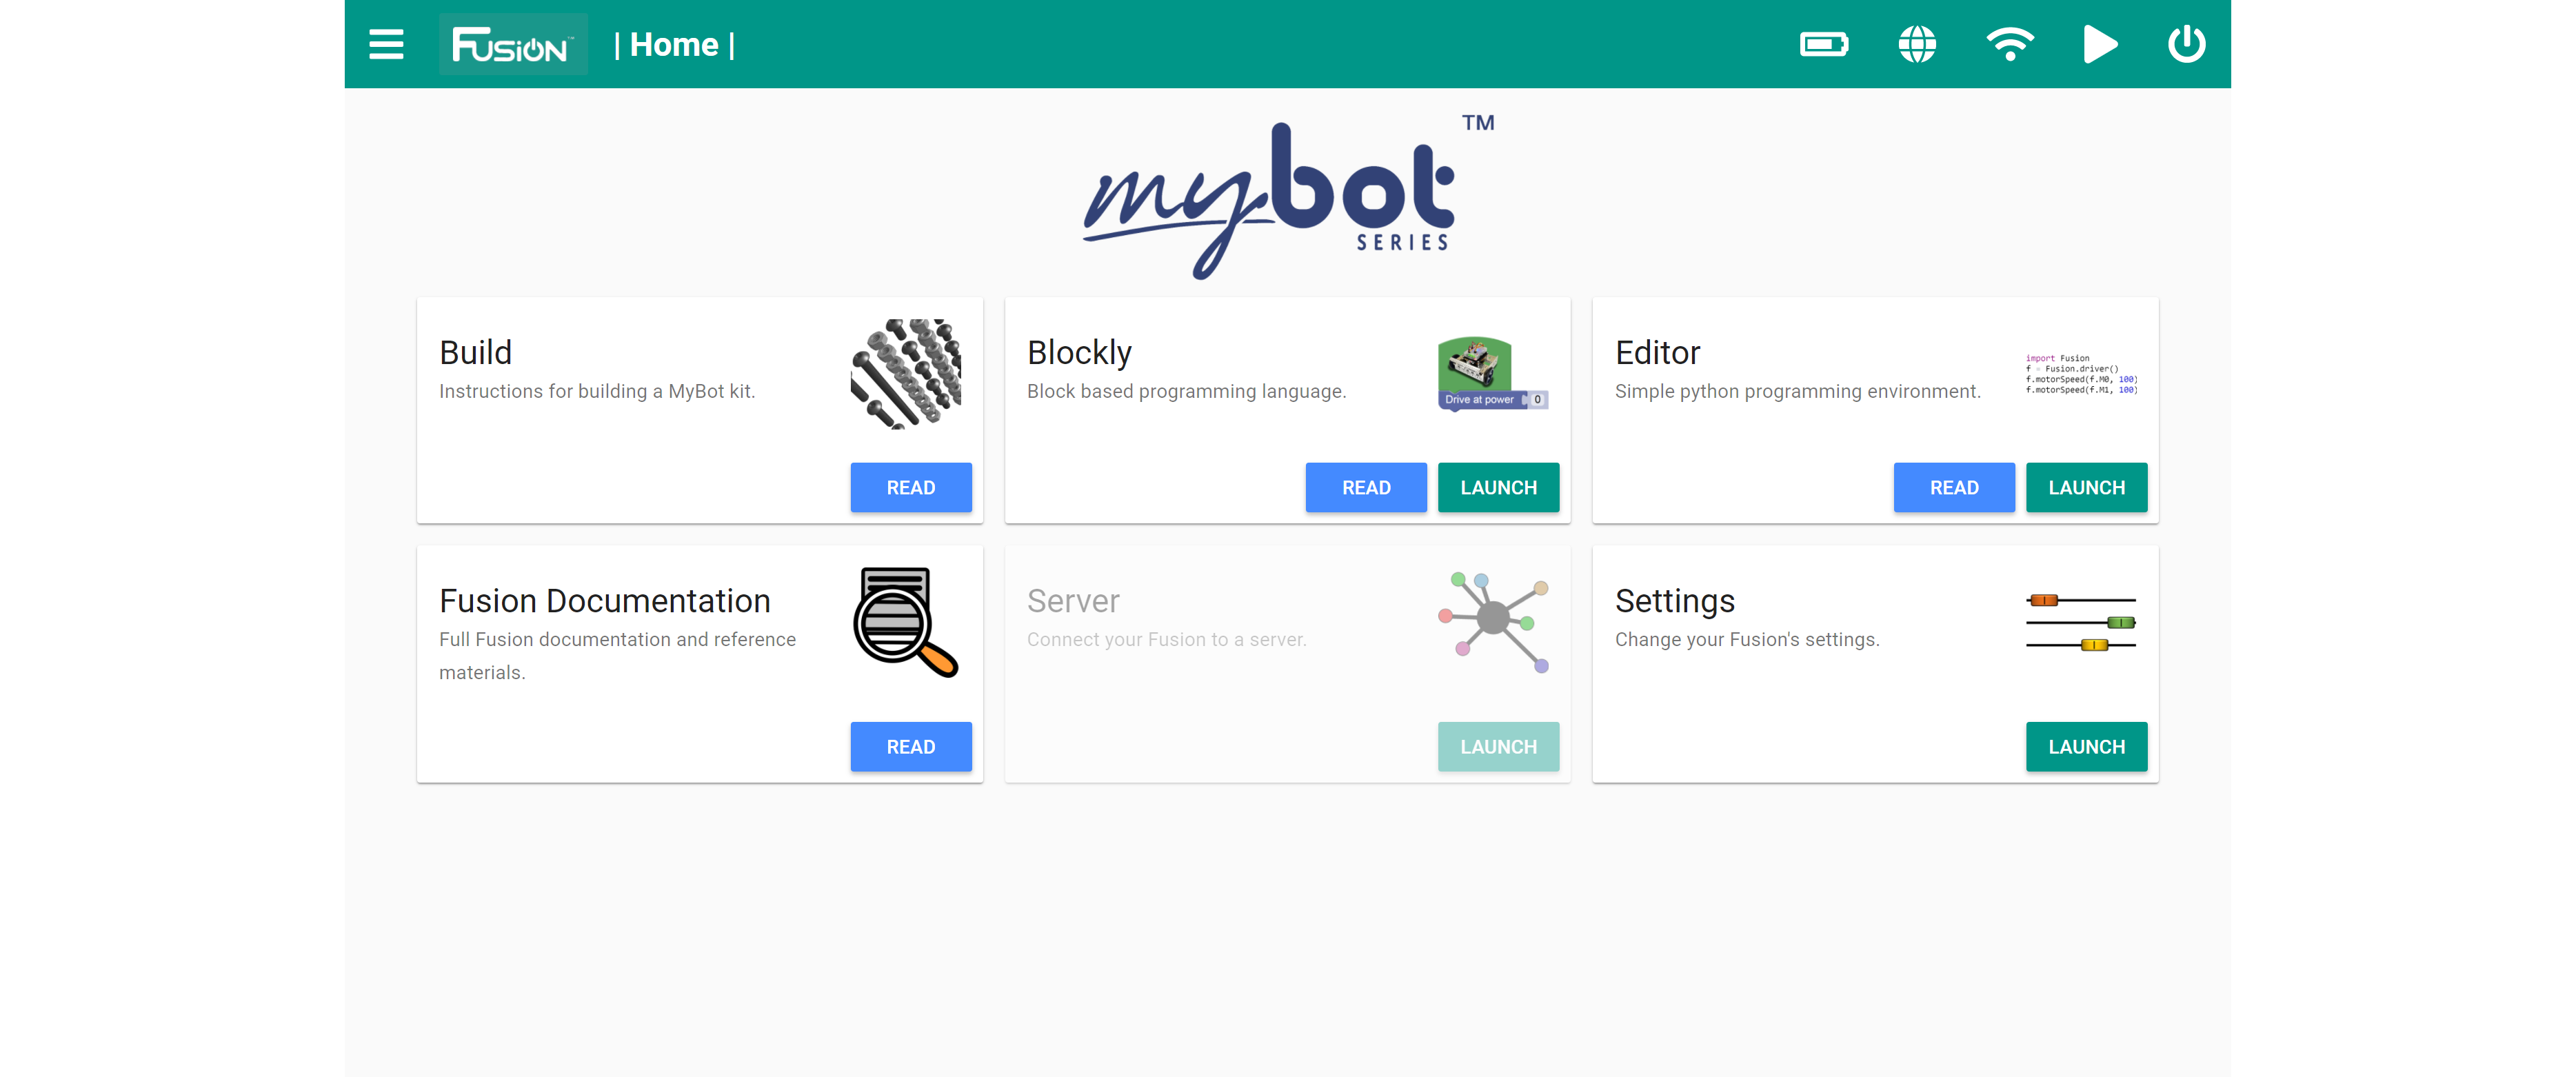 FUSiON™
| Home |
mybot™
SERIES
Build
Instructions for building a MyBot kit.
READ
Blockly
Block based programming language.
Drive at power 0
READ LAUNCH
Editor
Simple python programming environment.
import Fusion
f = Fusion.driver()
f.motorSpeed(f.M0, 100)
f.motorSpeed(f.M1, 100)
READ LAUNCH
Fusion Documentation
Full Fusion documentation and reference
materials.
READ
Server
Connect your Fusion to a server.
LAUNCH
Settings
Change your Fusion's settings.
LAUNCH